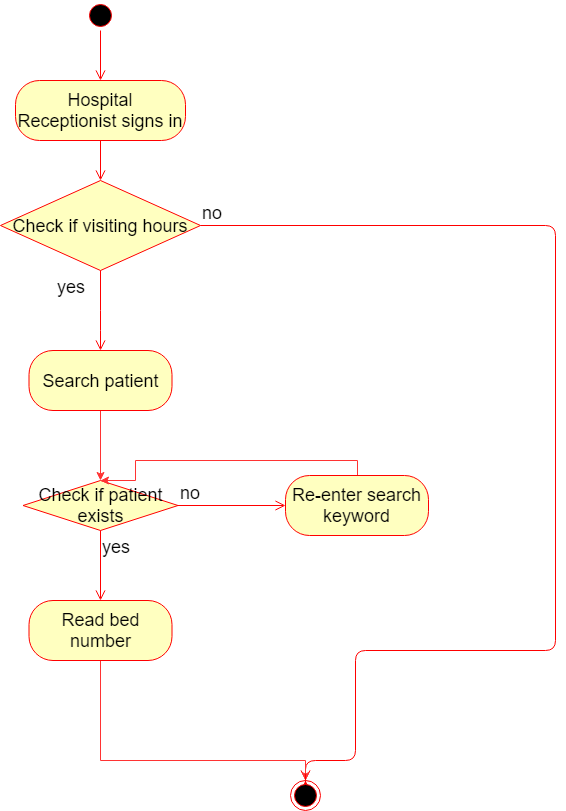 Hospital
Receptionist signs in
Check if visiting hours
no
yes
Search patient
Check if patient
exists
no
Re-enter search
keyword
yes
Read bed
number